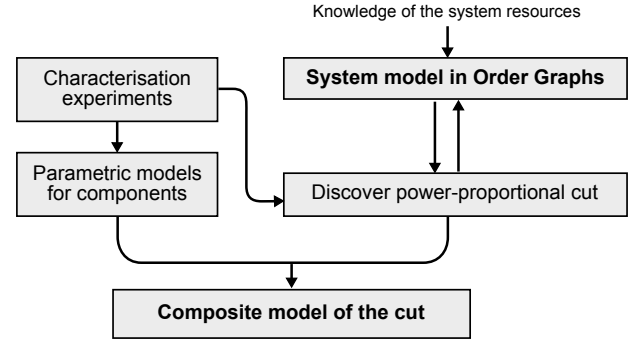 Knowledge of the system resources
Characterisation
experiments
System model in Order Graphs
Parametric models
for components
Discover power-proportional cut
Composite model of the cut